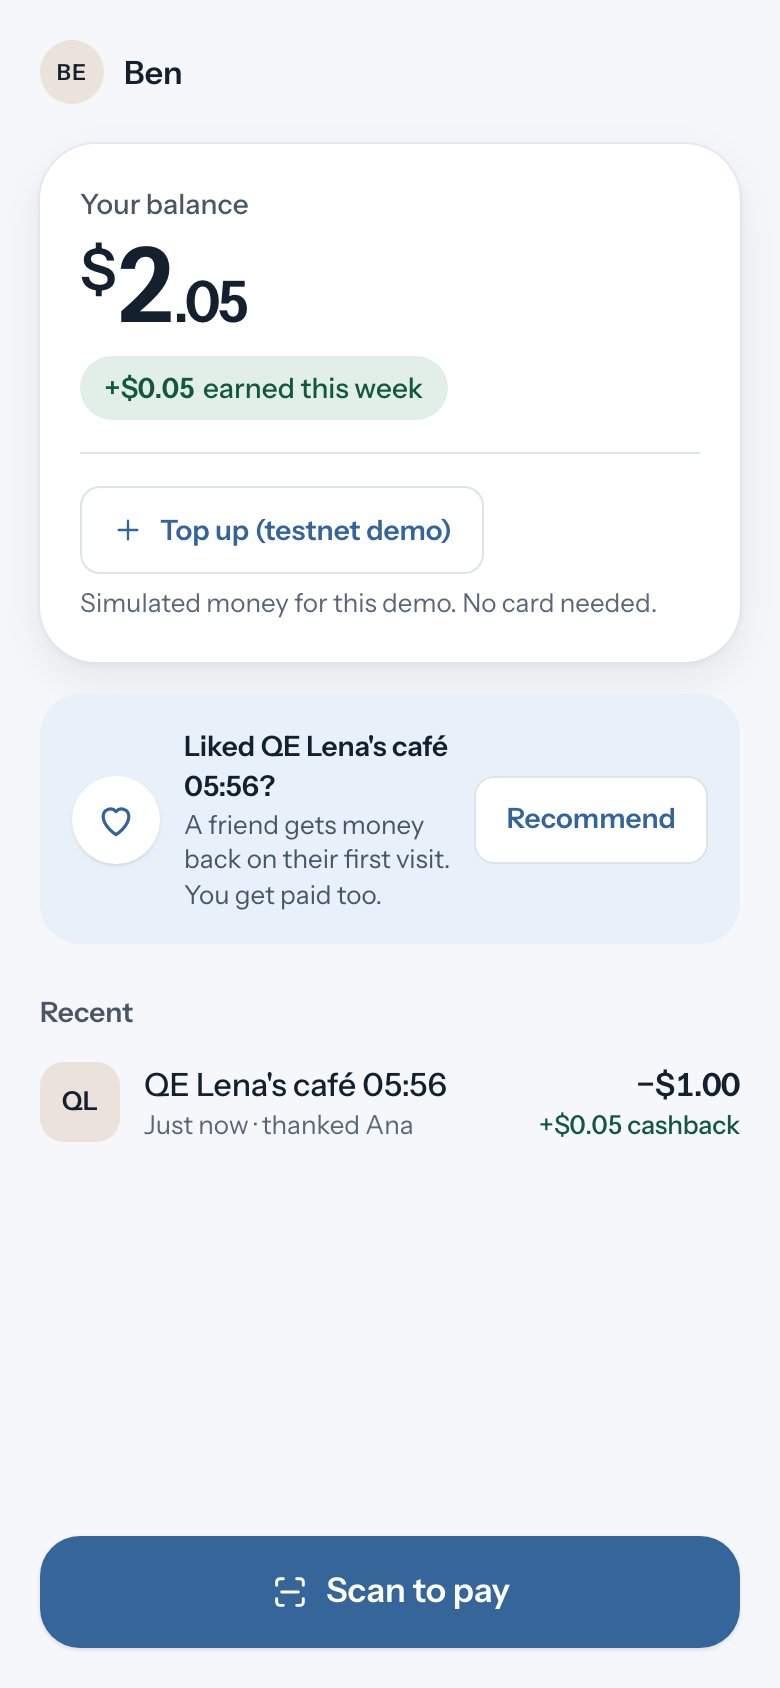 BE
Ben
Your balance
$2.05
+$0.05 earned this week
Top up (testnet demo)
Simulated money for this demo. No card needed.
Liked QE Lena's café
05:56?
A friend gets money
back on their first visit.
You get paid too.
Recommend
Recent
QL
QE Lena's café 05:56
−$1.00
Just now · thanked Ana
+$0.05 cashback
Scan to pay